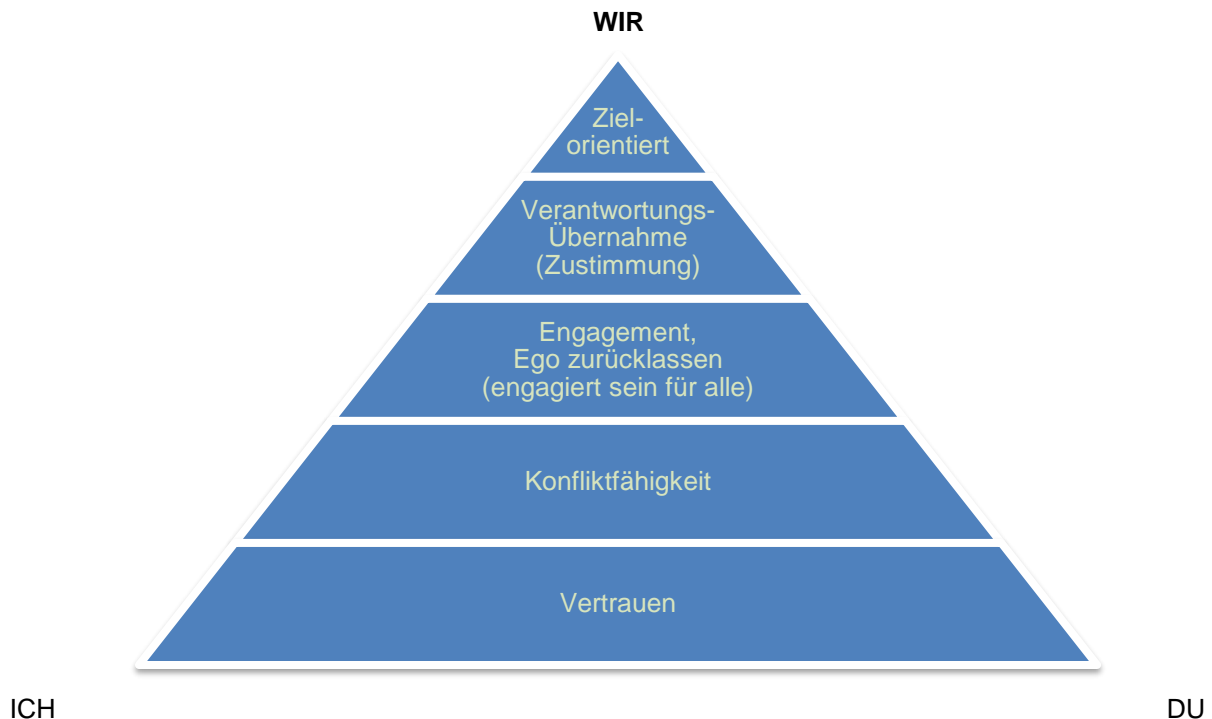 WIR
Ziel-
orientiert
Verantwortungs-
Übernahme
(Zustimmung)
Engagement,
Ego zurücklassen
(engagiert sein für alle)
Konfliktfähigkeit
Vertrauen
ICH
DU